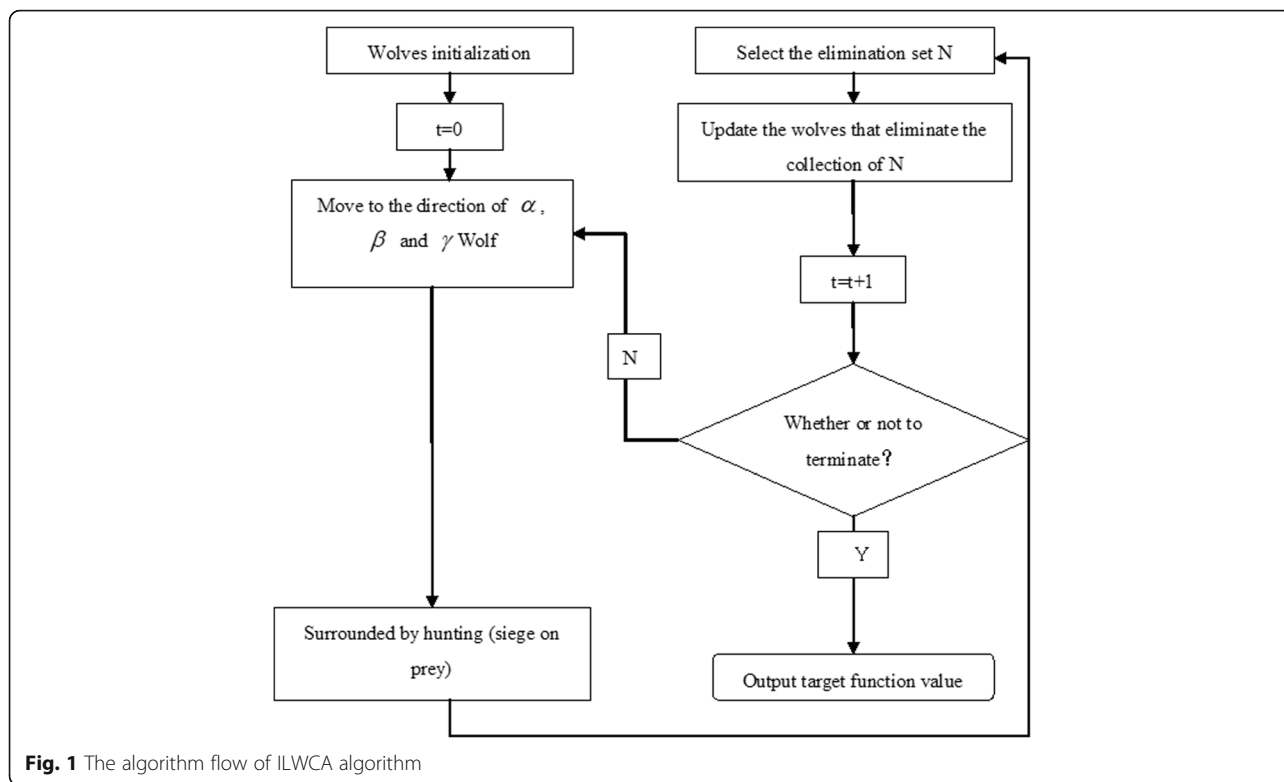 Wolves initialization
t=0
Move to the direction of α,
β and γ Wolf
Surrounded by hunting (siege on
prey)
Select the elimination set N
Update the wolves that eliminate the
collection of N
t=t+1
Whether or not to
terminate?
N
Y
Output target function value
Fig. 1 The algorithm flow of ILWCA algorithm